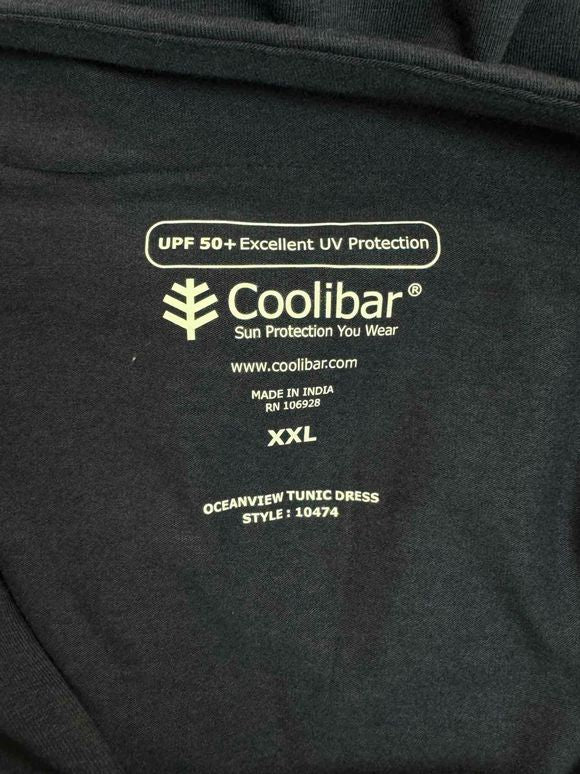 UPF 50+ Excellent UV Protection
Coolibar®
Sun Protection You Wear
www.coolibar.com
MADE IN INDIA
RN 106928
XXL
OCEANVIEW TUNIC DRESS
STYLE : 10474